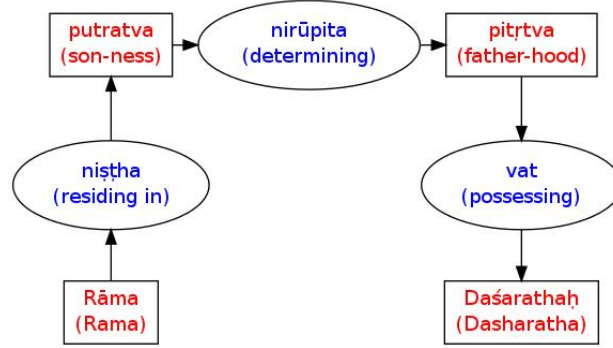 putratva
(son-ness)
nirūpita
(determining)
pitṛtva
(father-hood)
niṣṭha
(residing in)
vat
(possessing)
Rāma
(Rama)
Daśarathaḥ
(Dasharatha)